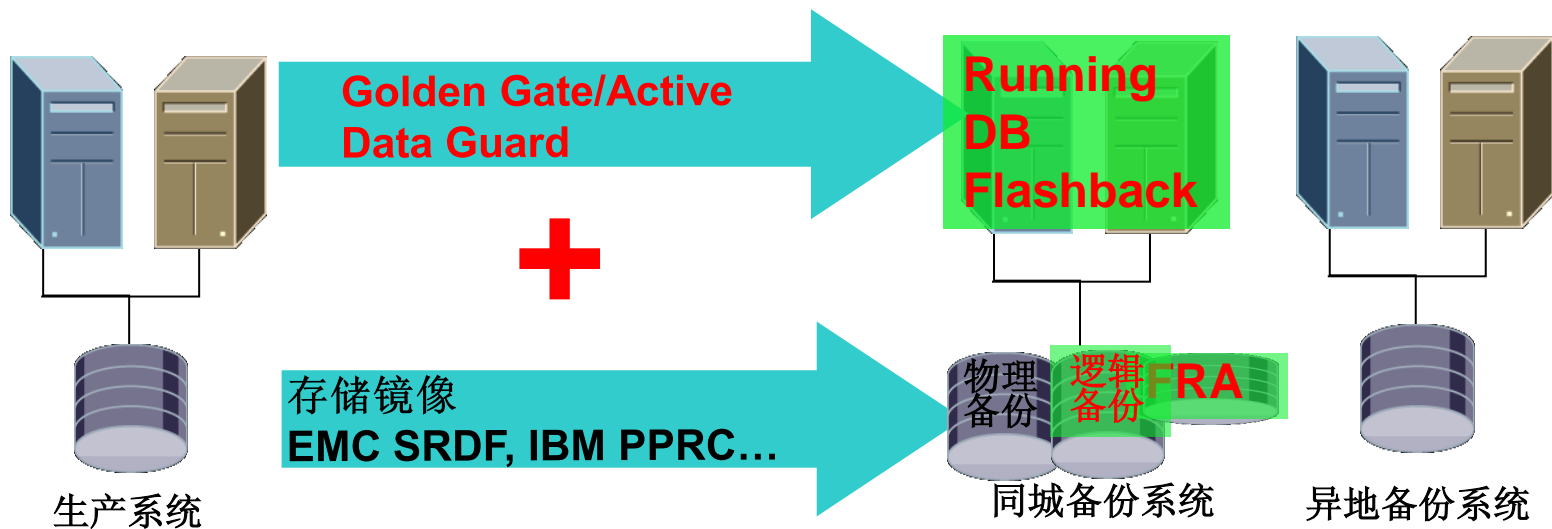 Golden Gate/Active
Data Guard
Running
DB
Flashback
存储镜像
EMC SRDF, IBM PPRC…
物理
备份
逻辑
备份
FRA
生产系统
同城备份系统
异地备份系统